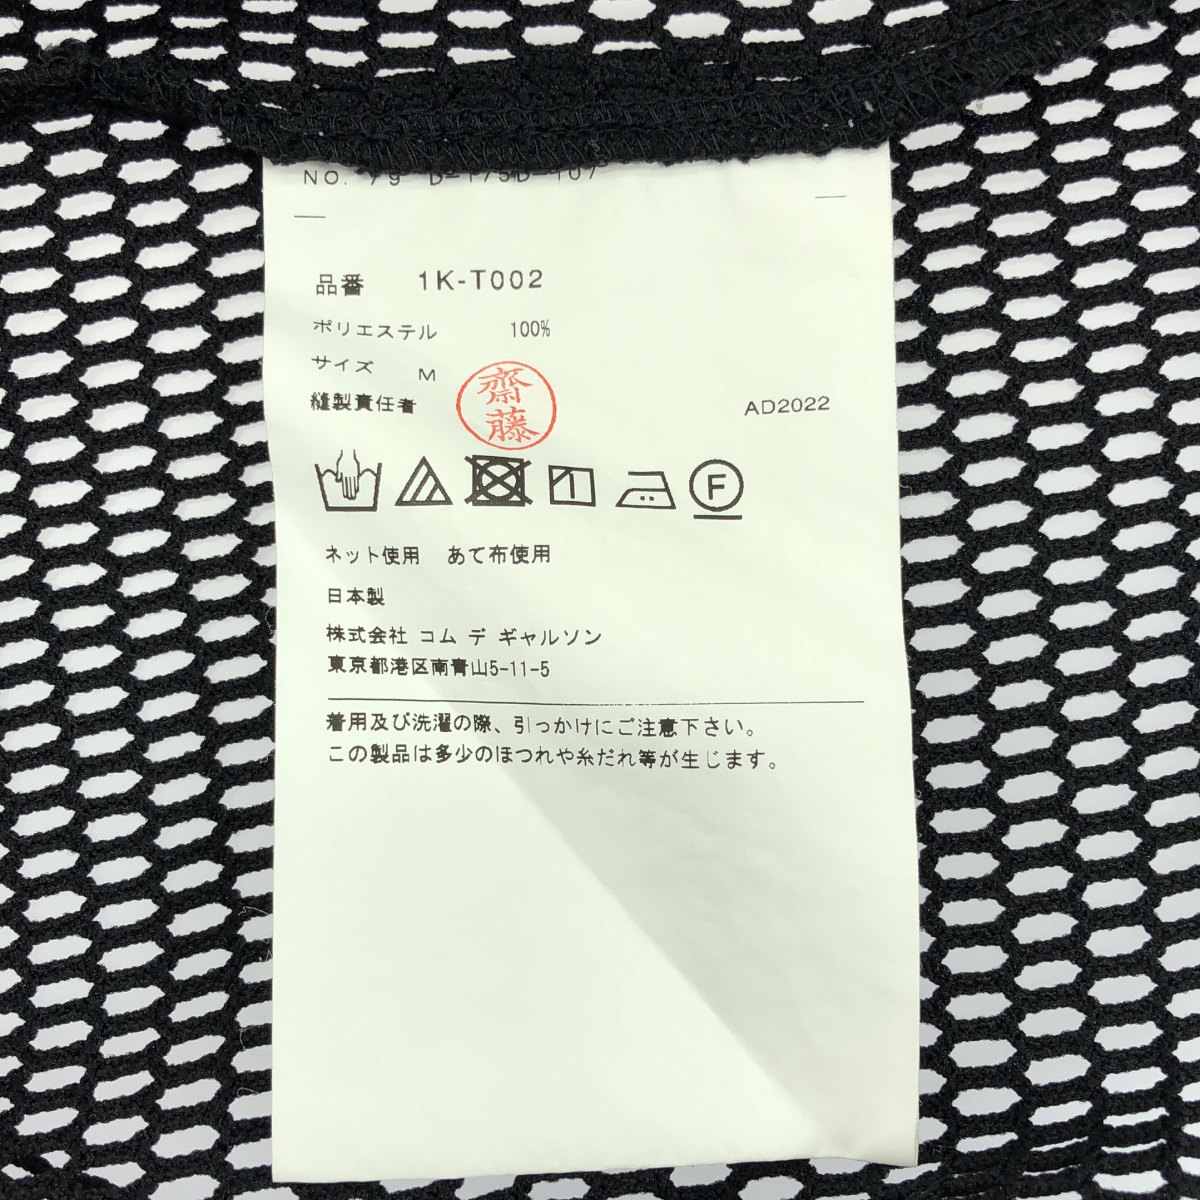 品番 1K-T002
ポリエステル 100%
サイズ M
縫製責任者 齋藤 AD2022
F
ネット使用 あて布使用
日本製
株式会社 コム デ ギャルソン
東京都港区南青山5-11-5
着用及び洗濯の際、引っかけにご注意下さい。
この製品は多少のほつれや糸だれ等が生じます。